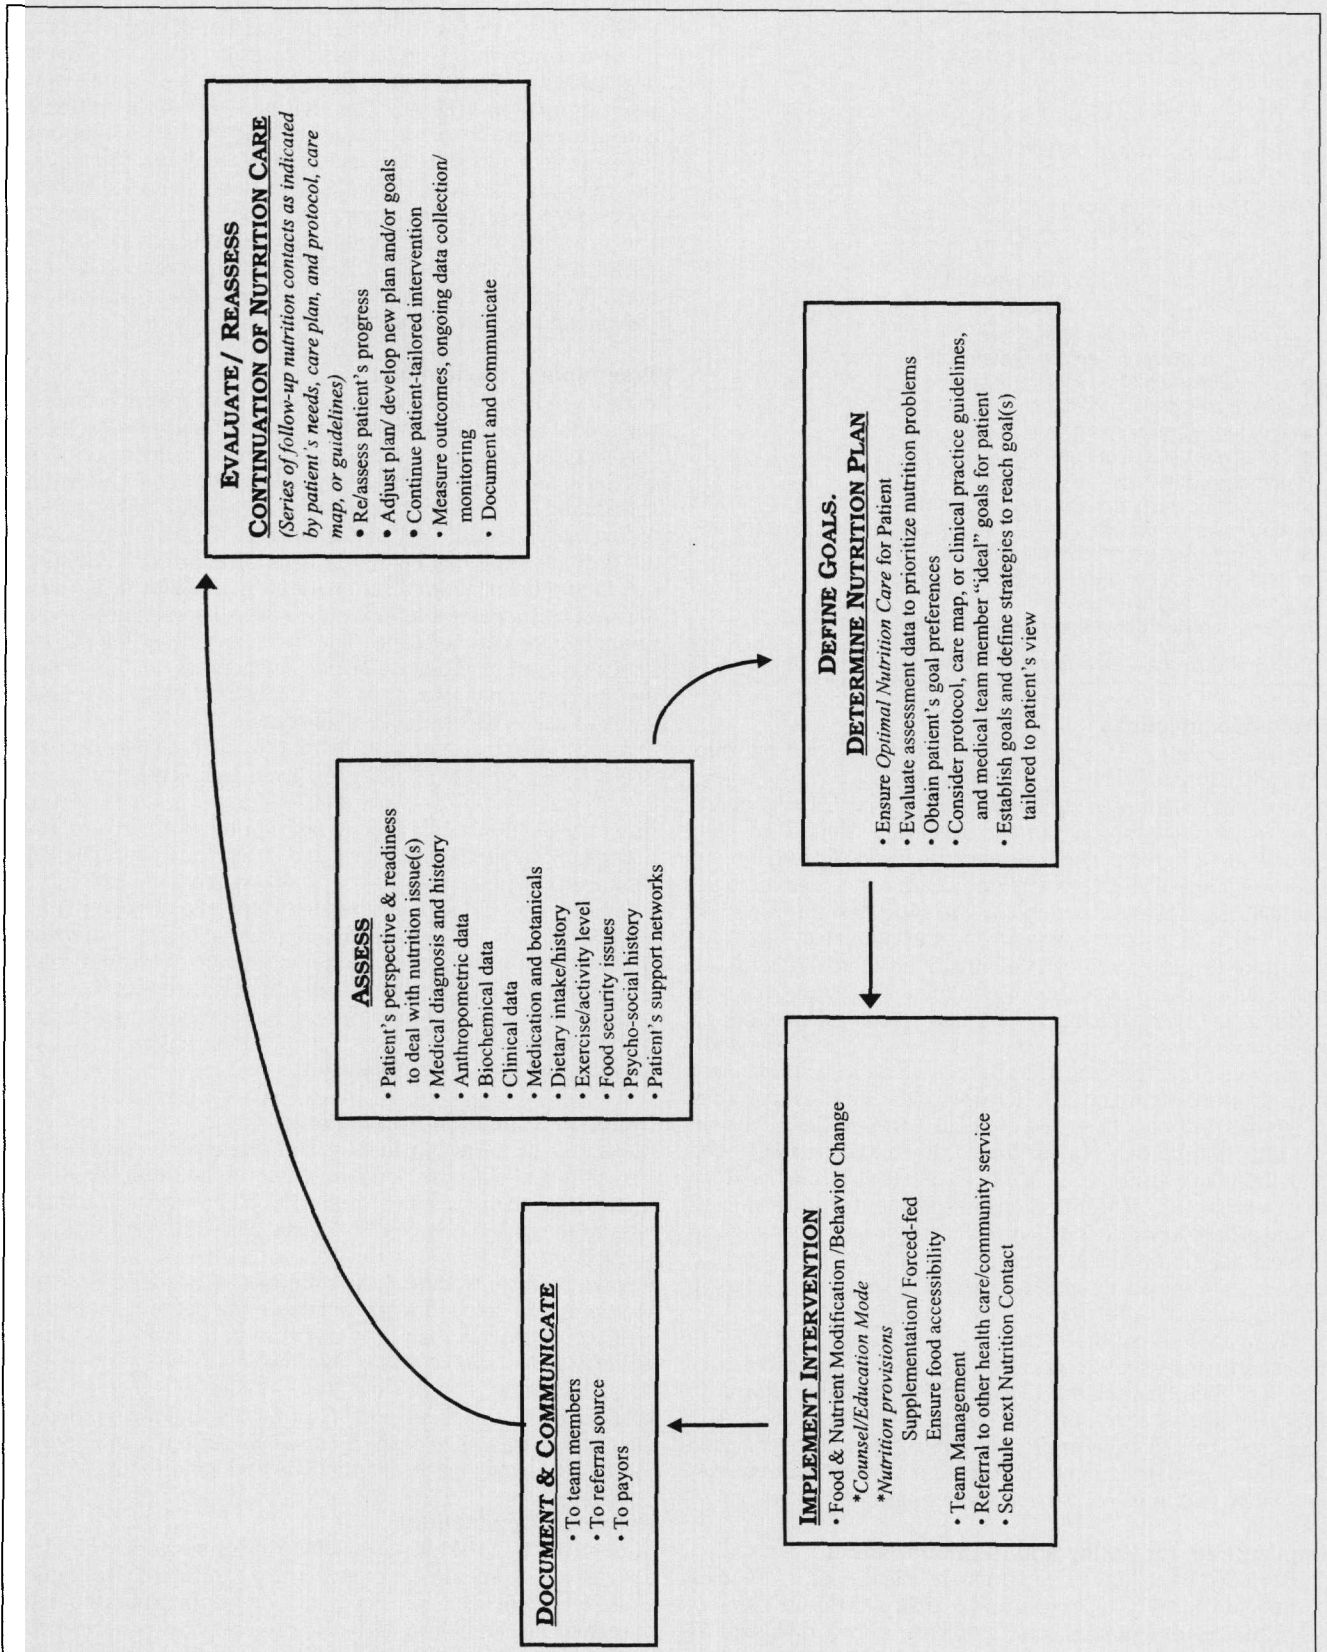 ASSESS
• Patient's perspective & readiness
to deal with nutrition issue(s)
• Medical diagnosis and history
• Anthropometric data
• Biochemical data
• Clinical data
• Medication and botanicals
• Dietary intake/history
• Exercise/activity level
• Food security issues
• Psycho-social history
• Patient's support networks
DEFINE GOALS.
DETERMINE NUTRITION PLAN
• Ensure Optimal Nutrition Care for Patient
• Evaluate assessment data to prioritize nutrition problems
• Obtain patient's goal preferences
• Consider protocol, care map, or clinical practice guidelines,
and medical team member "ideal" goals for patient
• Establish goals and define strategies to reach goal(s)
tailored to patient's view
IMPLEMENT INTERVENTION
• Food & Nutrient Modification /Behavior Change
*Counsel/Education Mode
*Nutrition provisions
Supplementation/ Forced-fed
Ensure food accessibility
• Team Management
• Referral to other health care/community service
• Schedule next Nutrition Contact
DOCUMENT & COMMUNICATE
• To team members
• To referral source
• To payors
EVALUATE/ REASSESS
CONTINUATION OF NUTRITION CARE
(Series of follow-up nutrition contacts as indicated
by patient's needs, care plan, and protocol, care
map, or guidelines)
• Re/assess patient's progress
• Adjust plan/ develop new plan and/or goals
• Continue patient-tailored intervention
• Measure outcomes, ongoing data collection/
monitoring
• Document and communicate